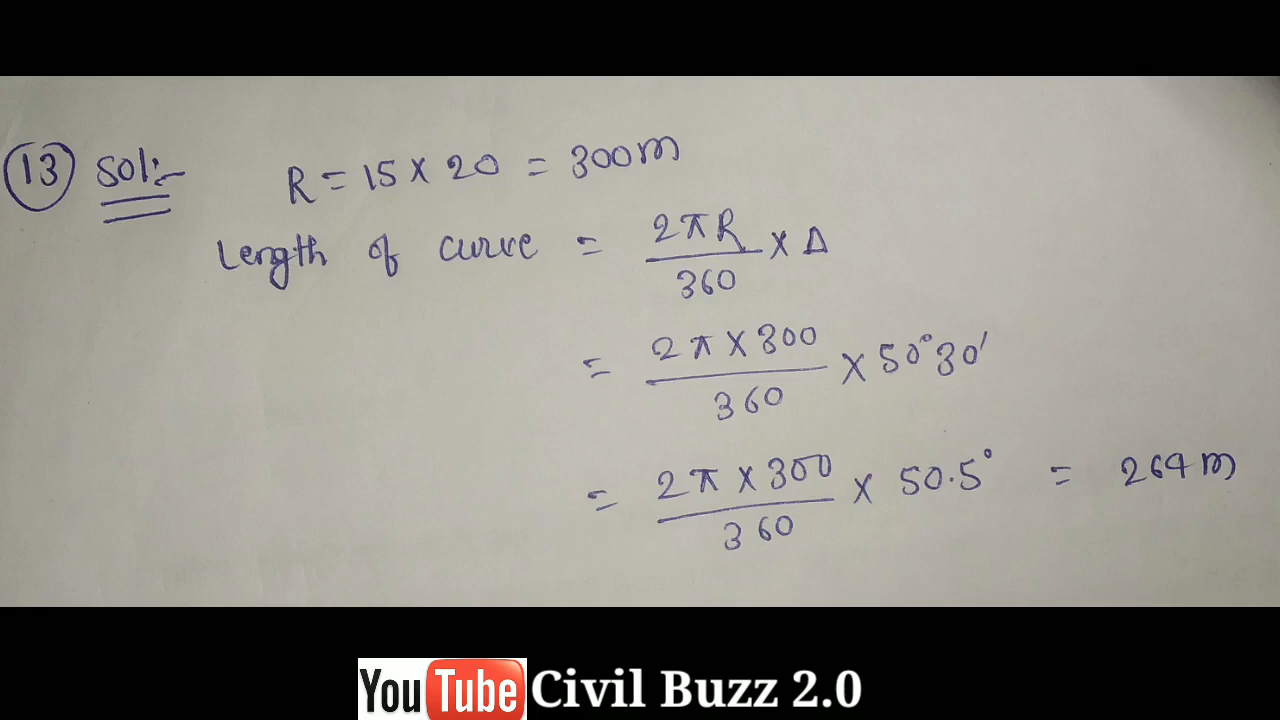 13 Sol:-
R = 15 × 20 = 300m
Length of curve = 2πR/360 × Δ
= 2π × 300/360 × 50°30'
= 2π × 300/360 × 50.5° = 264m
YouTube Civil Buzz 2.0